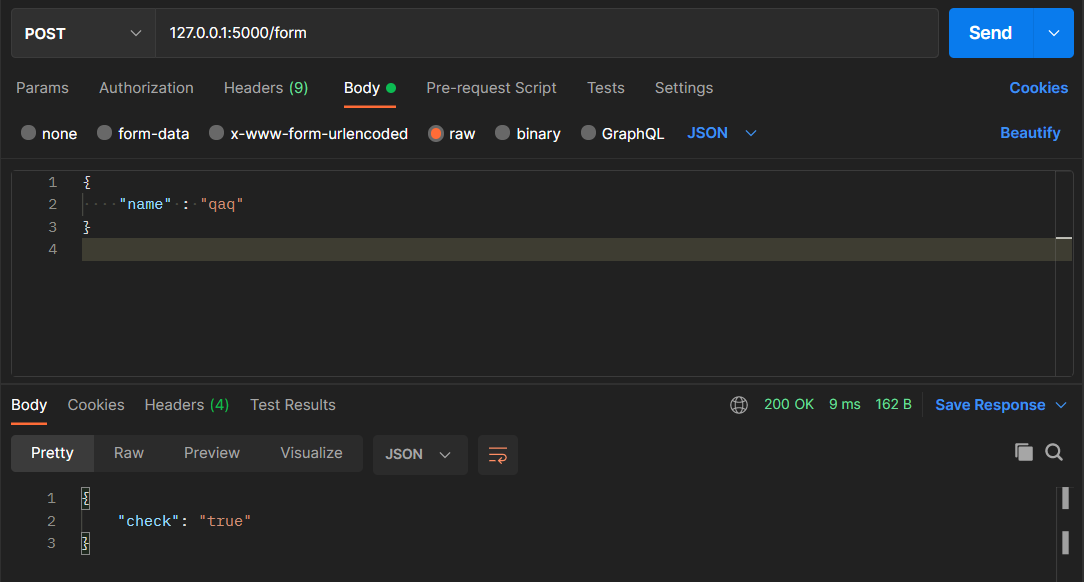 POST 127.0.0.1:5000/form Send
Params Authorization Headers (9) Body Pre-request Script Tests Settings Cookies
none form-data x-www-form-urlencoded raw binary GraphQL JSON Beautify
1 {
2 ····"name"·:·"qaq"
3 }
4
Body Cookies Headers (4) Test Results 200 OK 9 ms 162 B Save Response
Pretty Raw Preview Visualize JSON
1 {
2 "check": "true"
3 }